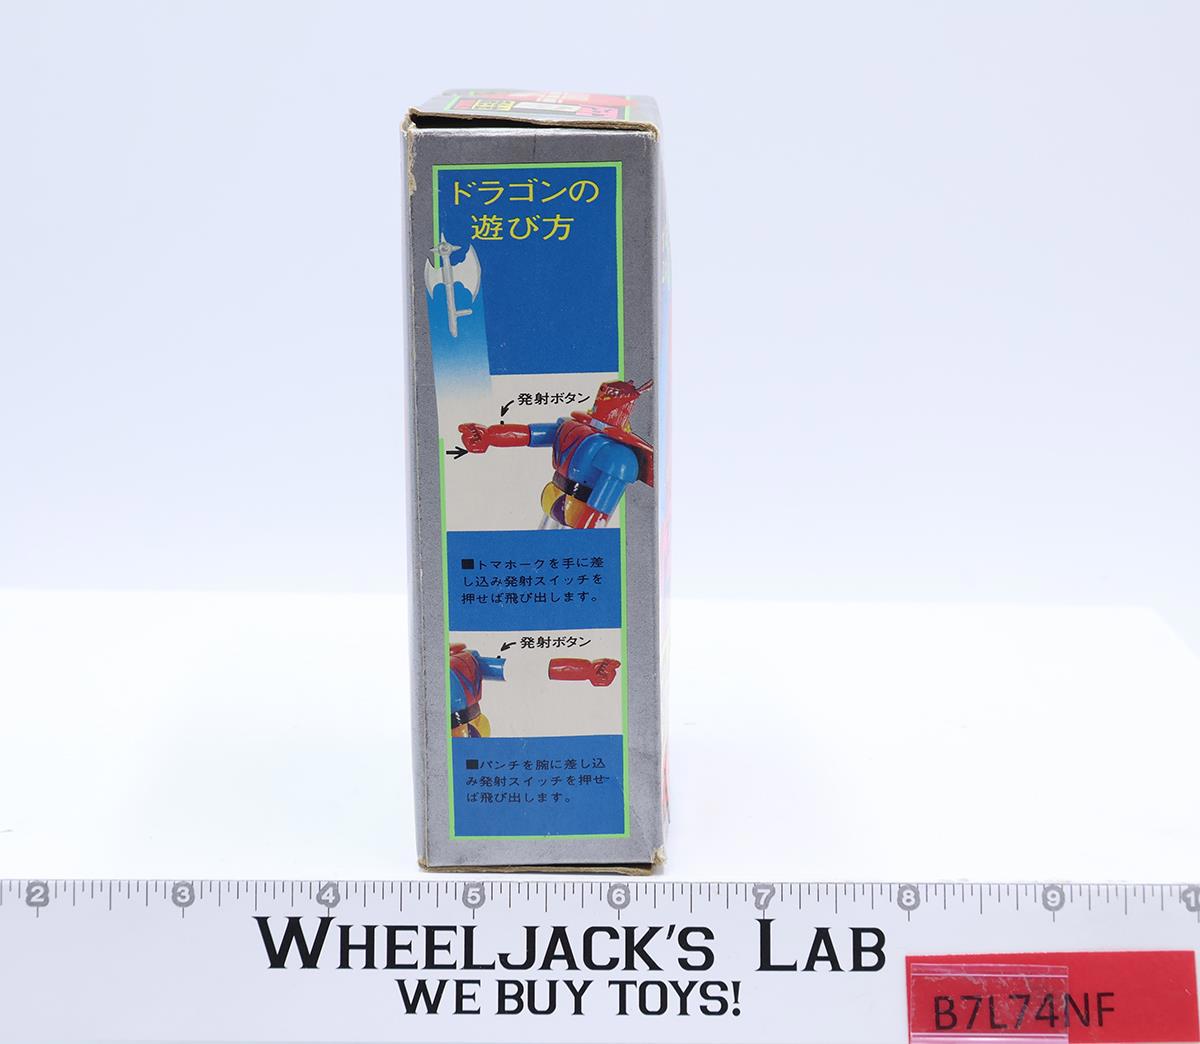 ドラゴンの
遊び方
発射ボタン
■トマホークを手に差
し込み発射スイッチを
押せば飛び出します。
発射ボタン
■パンチを腕に差し込
み発射スイッチを押せ
ば飛び出します。
2 3 4 5 6 7 8 9 1
WHEELJACK'S LAB
WE BUY TOYS!
B7L74NF